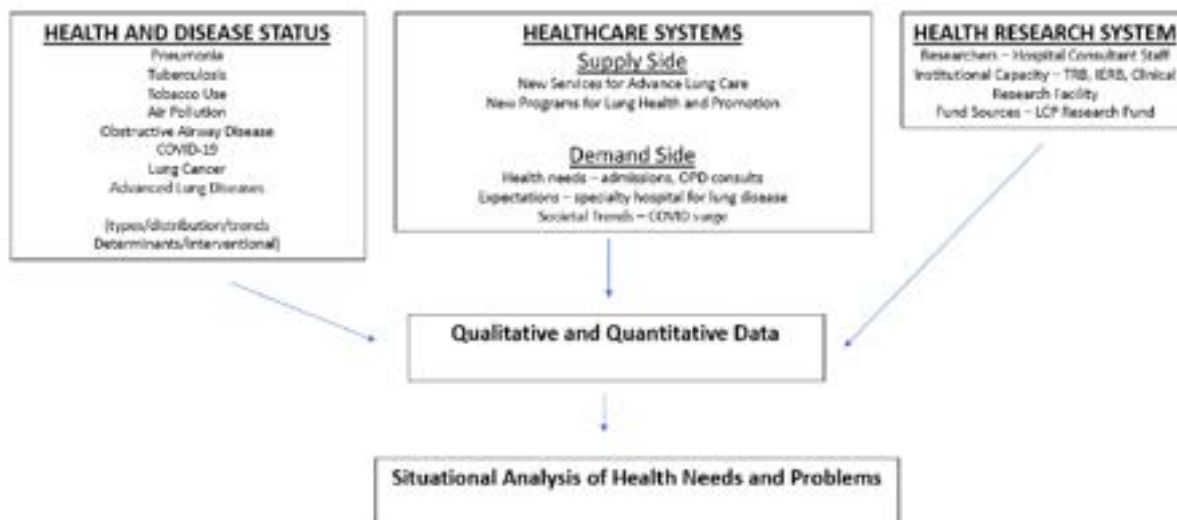 HEALTH AND DISEASE STATUS
Pneumonia
Tuberculosis
Tobacco Use
Air Pollution
Obstructive Airway Disease
COVID-19
Lung Cancer
Advanced Lung Diseases
(types/distribution/trends
Determinants/interventional)
HEALTHCARE SYSTEMS
Supply Side
New Services for Advance Lung Care
New Programs for Lung Health and Promotion
Demand Side
Health needs – admissions, OPD consults
Expectations – specialty hospital for lung disease
Societal Trends – COVID surge
HEALTH RESEARCH SYSTEM
Researchers – Hospital Consultant Staff
Institutional Capacity – TRB, IERB, Clinical
Research Facility
Fund Sources – LCP Research Fund
Qualitative and Quantitative Data
Situational Analysis of Health Needs and Problems